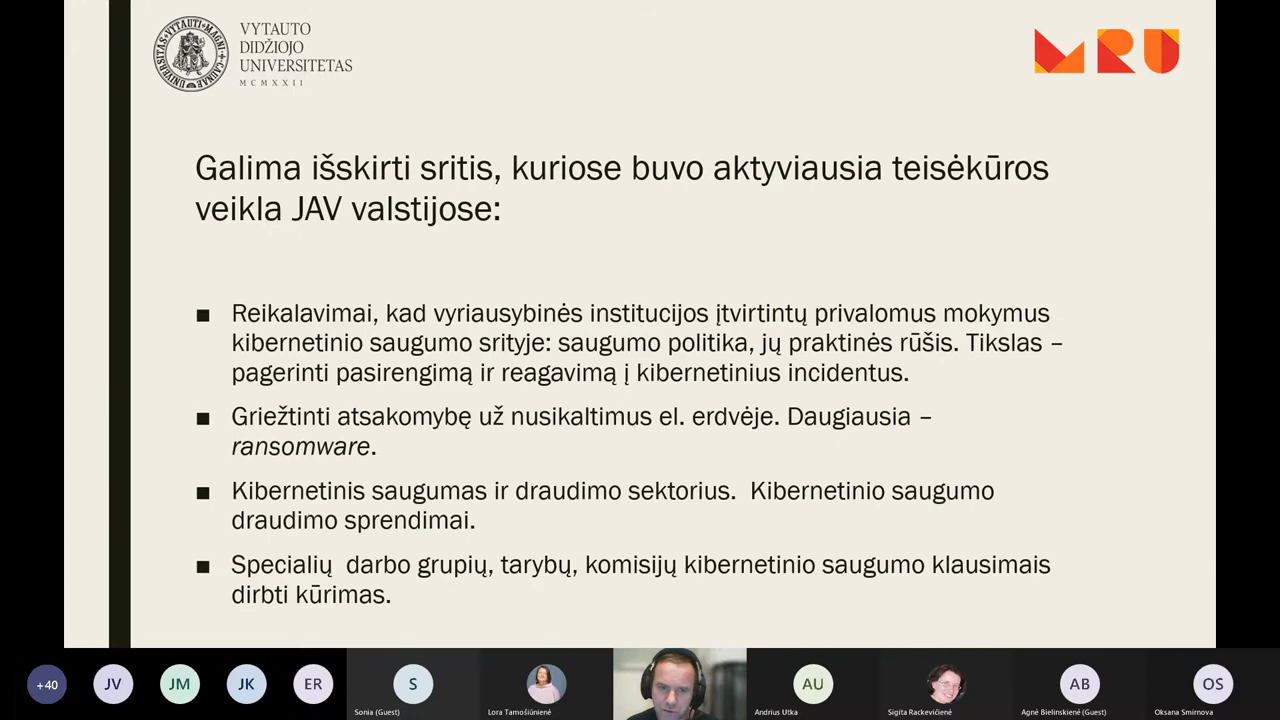 VYTAUTO
DIDŽIOJO
UNIVERSITETAS
MCMXXII
MRU
Galima išskirti sritis, kuriose buvo aktyviausia teisėkūros
veikla JAV valstijose:
■ Reikalavimai, kad vyriausybinės institucijos įtvirtintų privalomus mokymus
kibernetinio saugumo srityje: saugumo politika, jų praktinės rūšis. Tikslas –
pagerinti pasirengimą ir reagavimą į kibernetinius incidentus.
■ Griežtinti atsakomybę už nusikaltimus el. erdvėje. Daugiausia –
ransomware.
■ Kibernetinis saugumas ir draudimo sektorius. Kibernetinio saugumo
draudimo sprendimai.
■ Specialių darbo grupių, tarybų, komisijų kibernetinio saugumo klausimais
dirbti kūrimas.
+40 JV JM JK ER S AU AB OS
Sonia (Guest) Lora Tamošiūnienė Andrius Utka Sigita Rackevičienė Agnė Bielinskienė (Guest) Oksana Smirnova